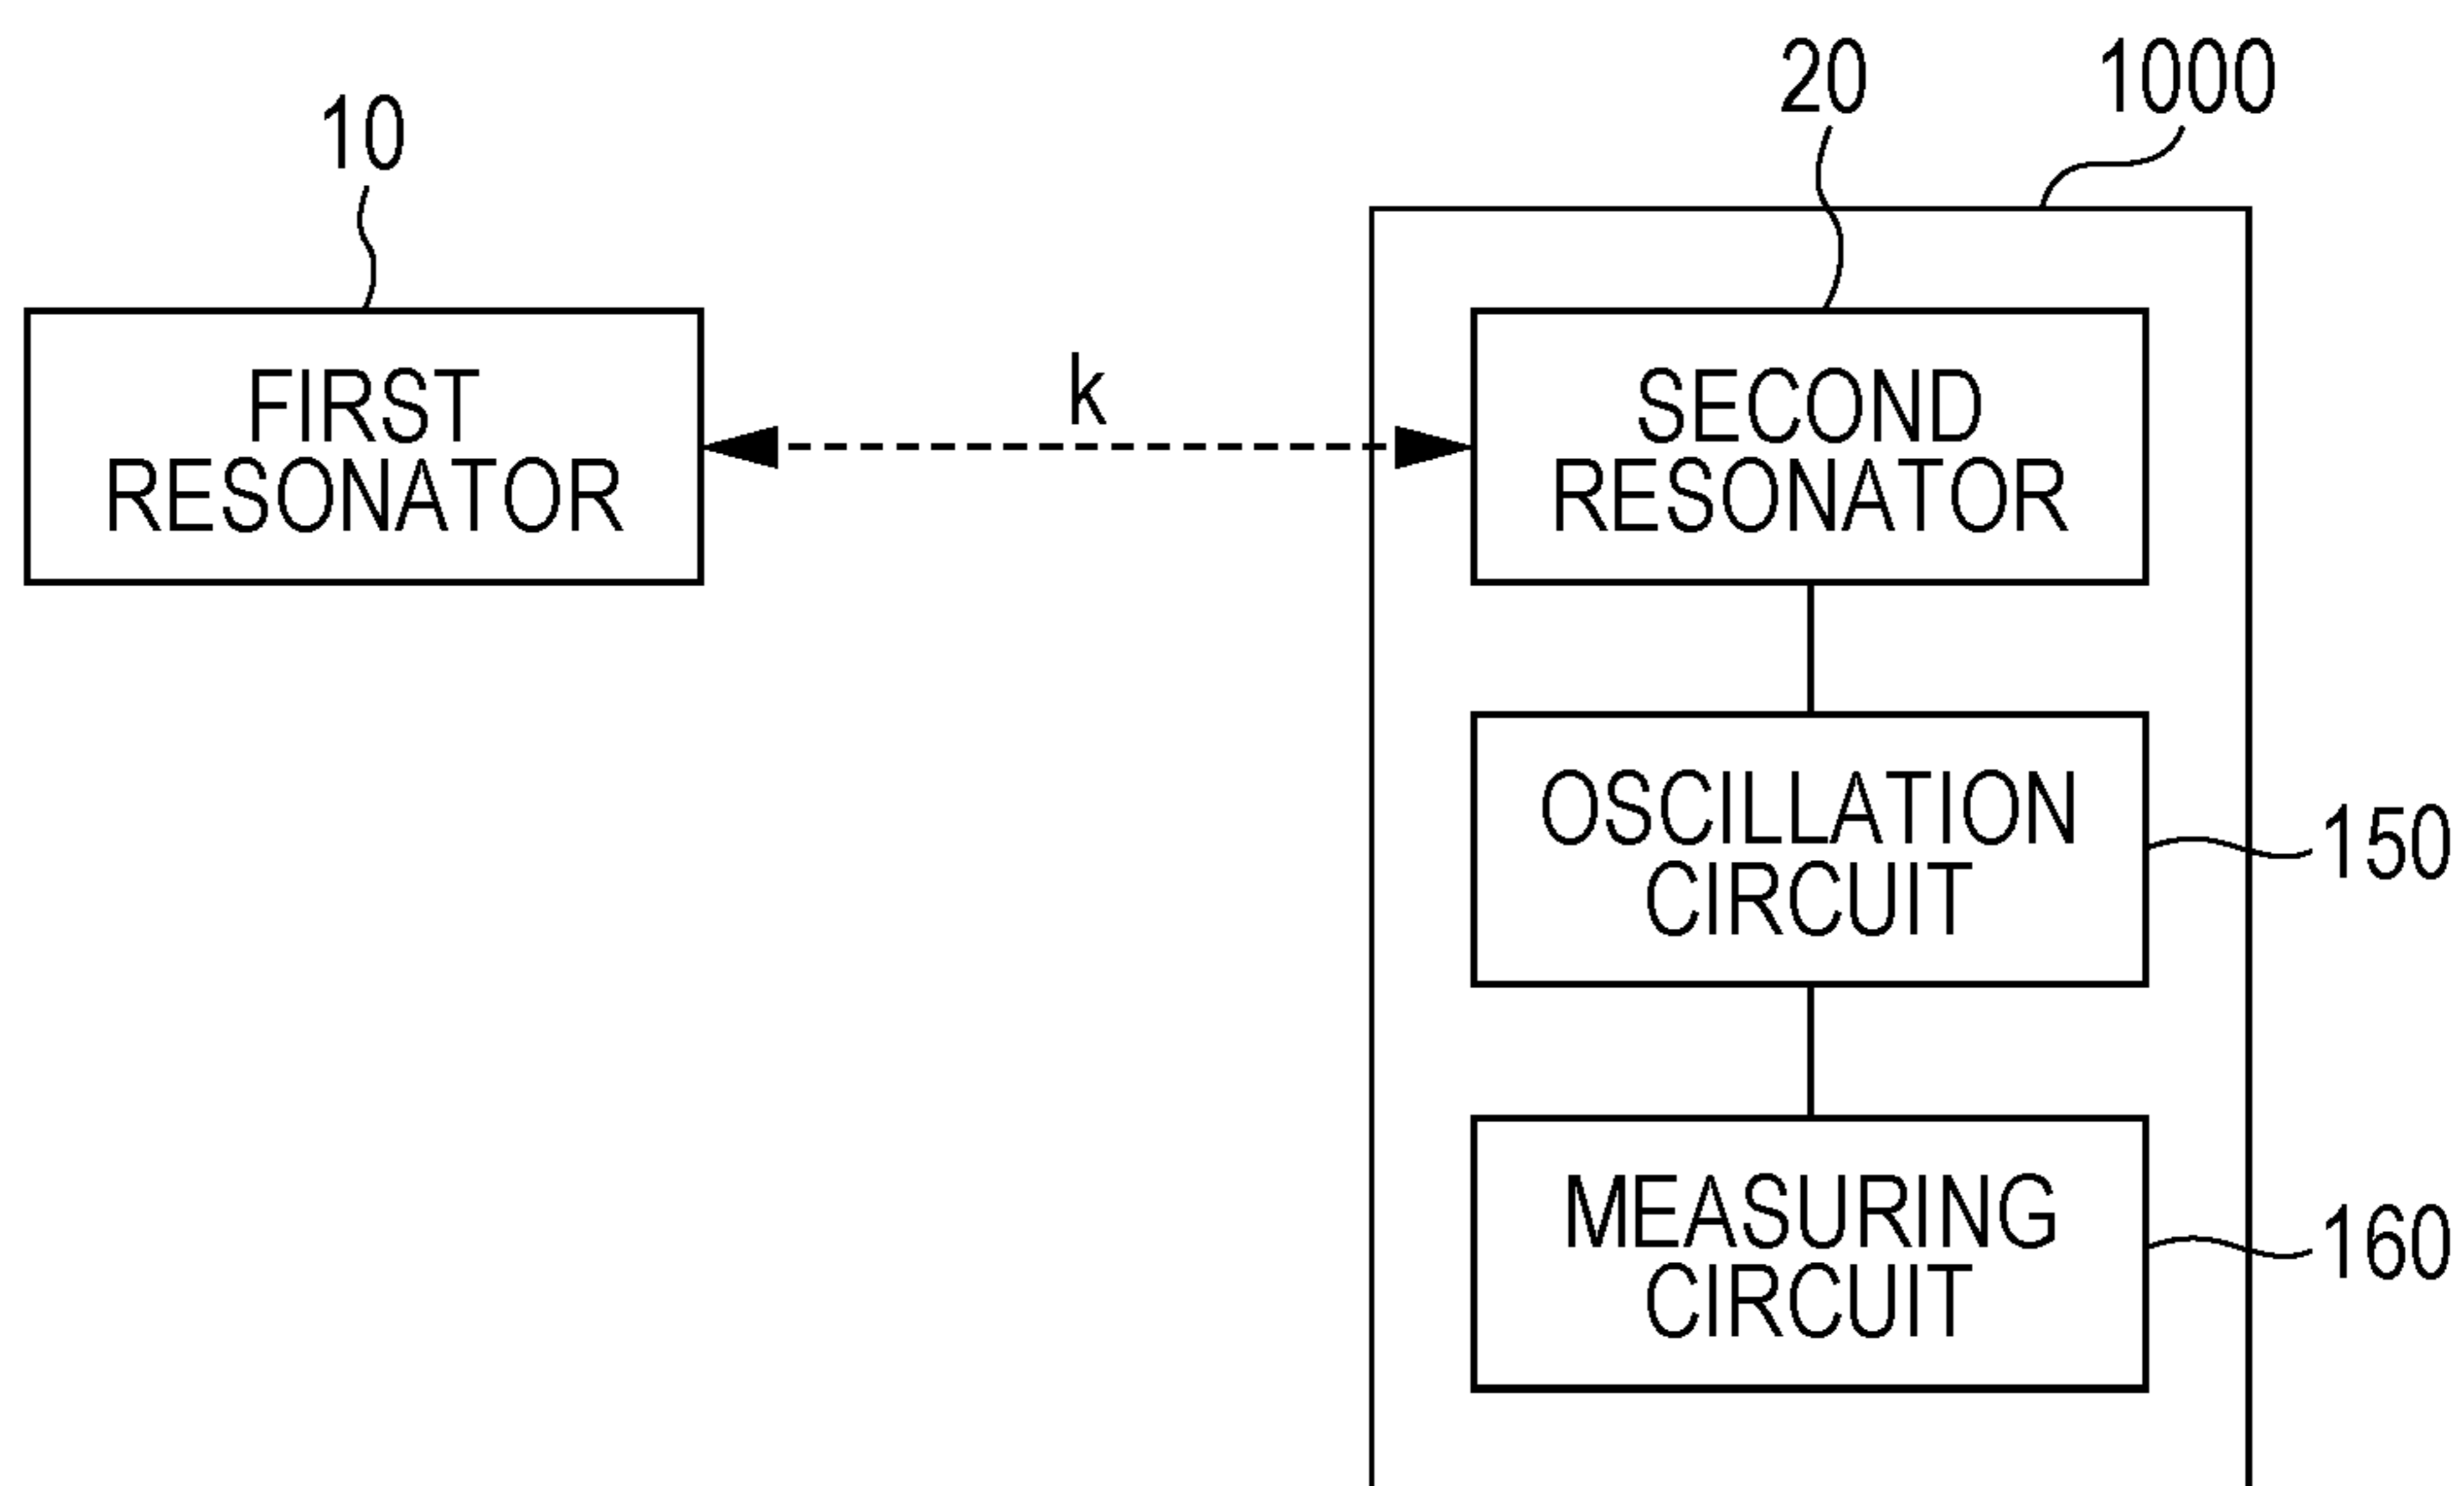 10
20
1000
FIRST
RESONATOR
k
SECOND
RESONATOR
OSCILLATION
CIRCUIT
150
MEASURING
CIRCUIT
160